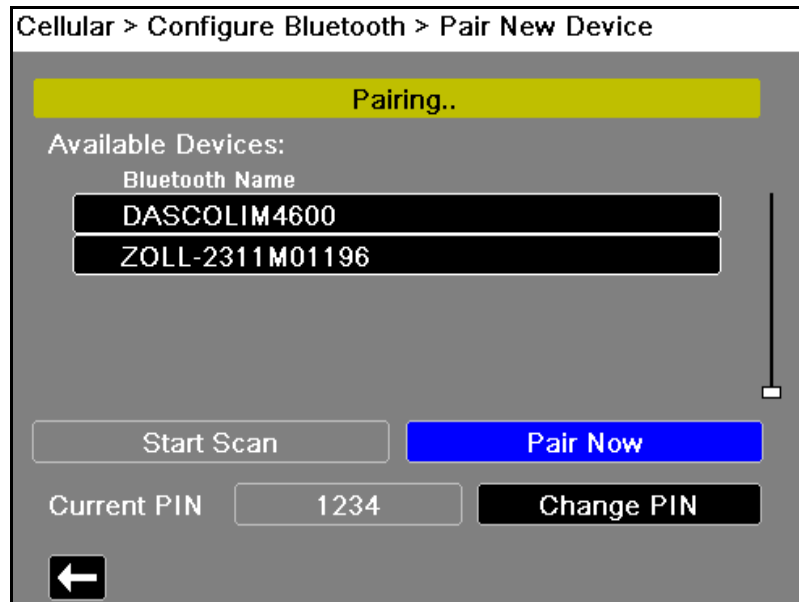 Cellular > Configure Bluetooth > Pair New Device
Pairing..
Available Devices:
Bluetooth Name
DASCOLIM4600
ZOLL-2311M01196
Start Scan
Pair Now
Current PIN
1234
Change PIN